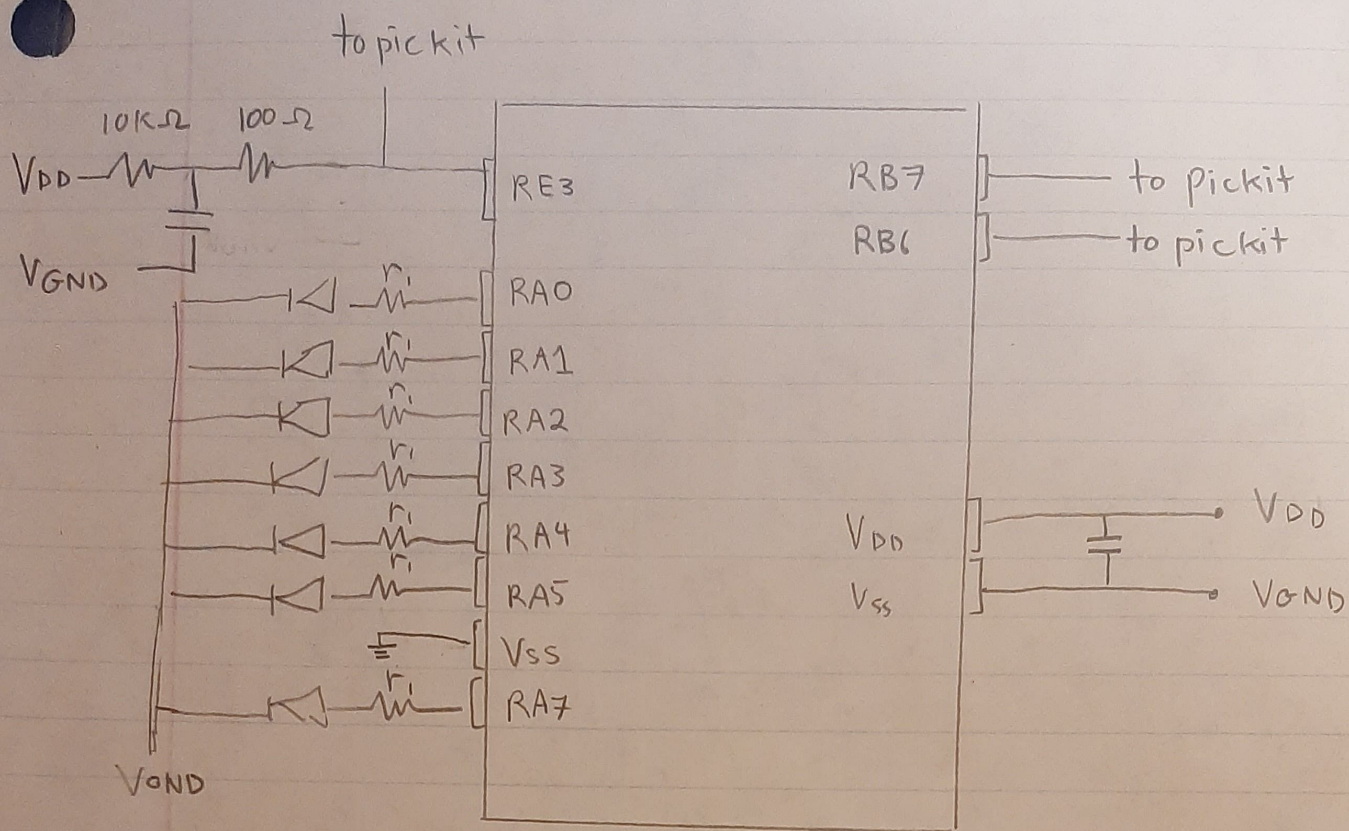 to pickit
10KΩ 100Ω
VDD
RE3
RB7 to pickit
RB6 to pickit
VGND
r1
RA0
r1
RA1
r1
RA2
r1
RA3
r1
RA4
r1
RA5
VDD VDD
VSS VGND
VSS
r1
RA7
VGND